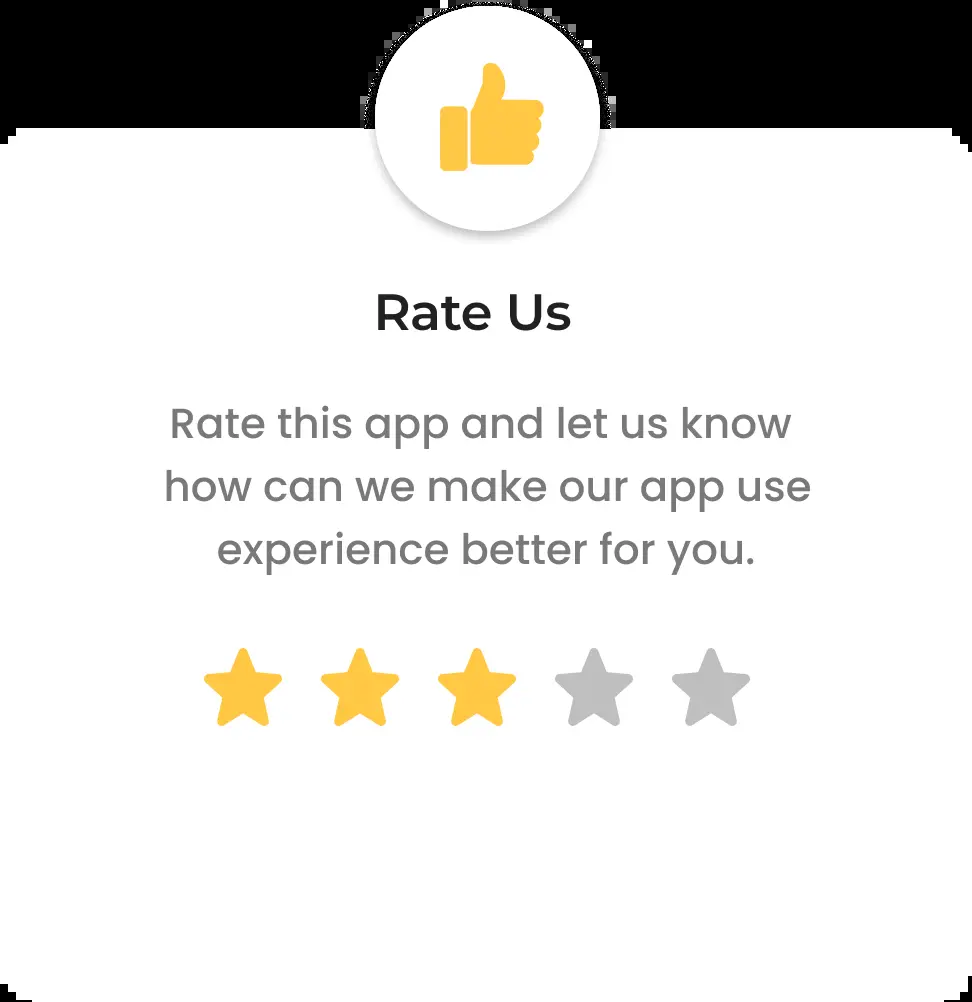 Rate Us
Rate this app and let us know
how can we make our app use
experience better for you.